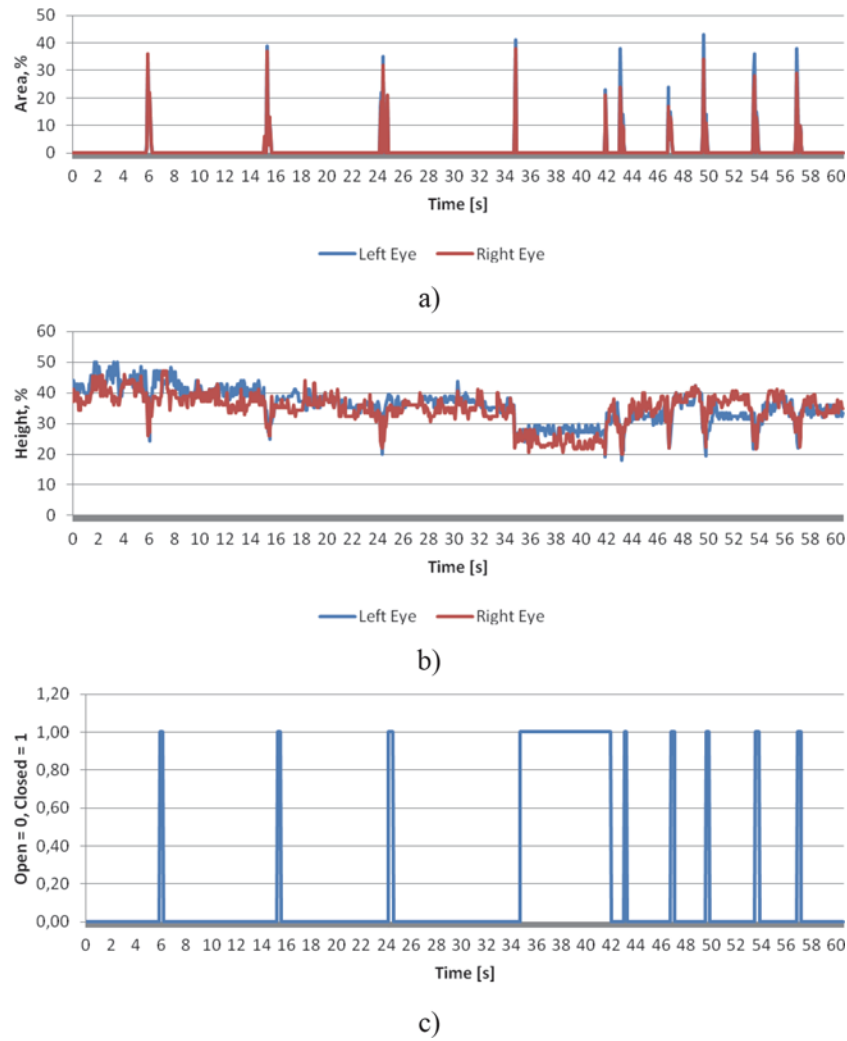 50
40
30
20
10
0
Area, %
0 2 4 6 8 10 12 14 16 18 20 22 24 26 28 30 32 34 36 38 40 42 44 46 48 50 52 54 56 58 60
Time [s]
Left Eye Right Eye
a)
60
50
40
30
20
10
0
Height, %
0 2 4 6 8 10 12 14 16 18 20 22 24 26 28 30 32 34 36 38 40 42 44 46 48 50 52 54 56 58 60
Time [s]
Left Eye Right Eye
b)
1,20
1,00
0,80
0,60
0,40
0,20
0,00
Open = 0, Closed = 1
0 2 4 6 8 10 12 14 16 18 20 22 24 26 28 30 32 34 36 38 40 42 44 46 48 50 52 54 56 58 60
Time [s]
c)